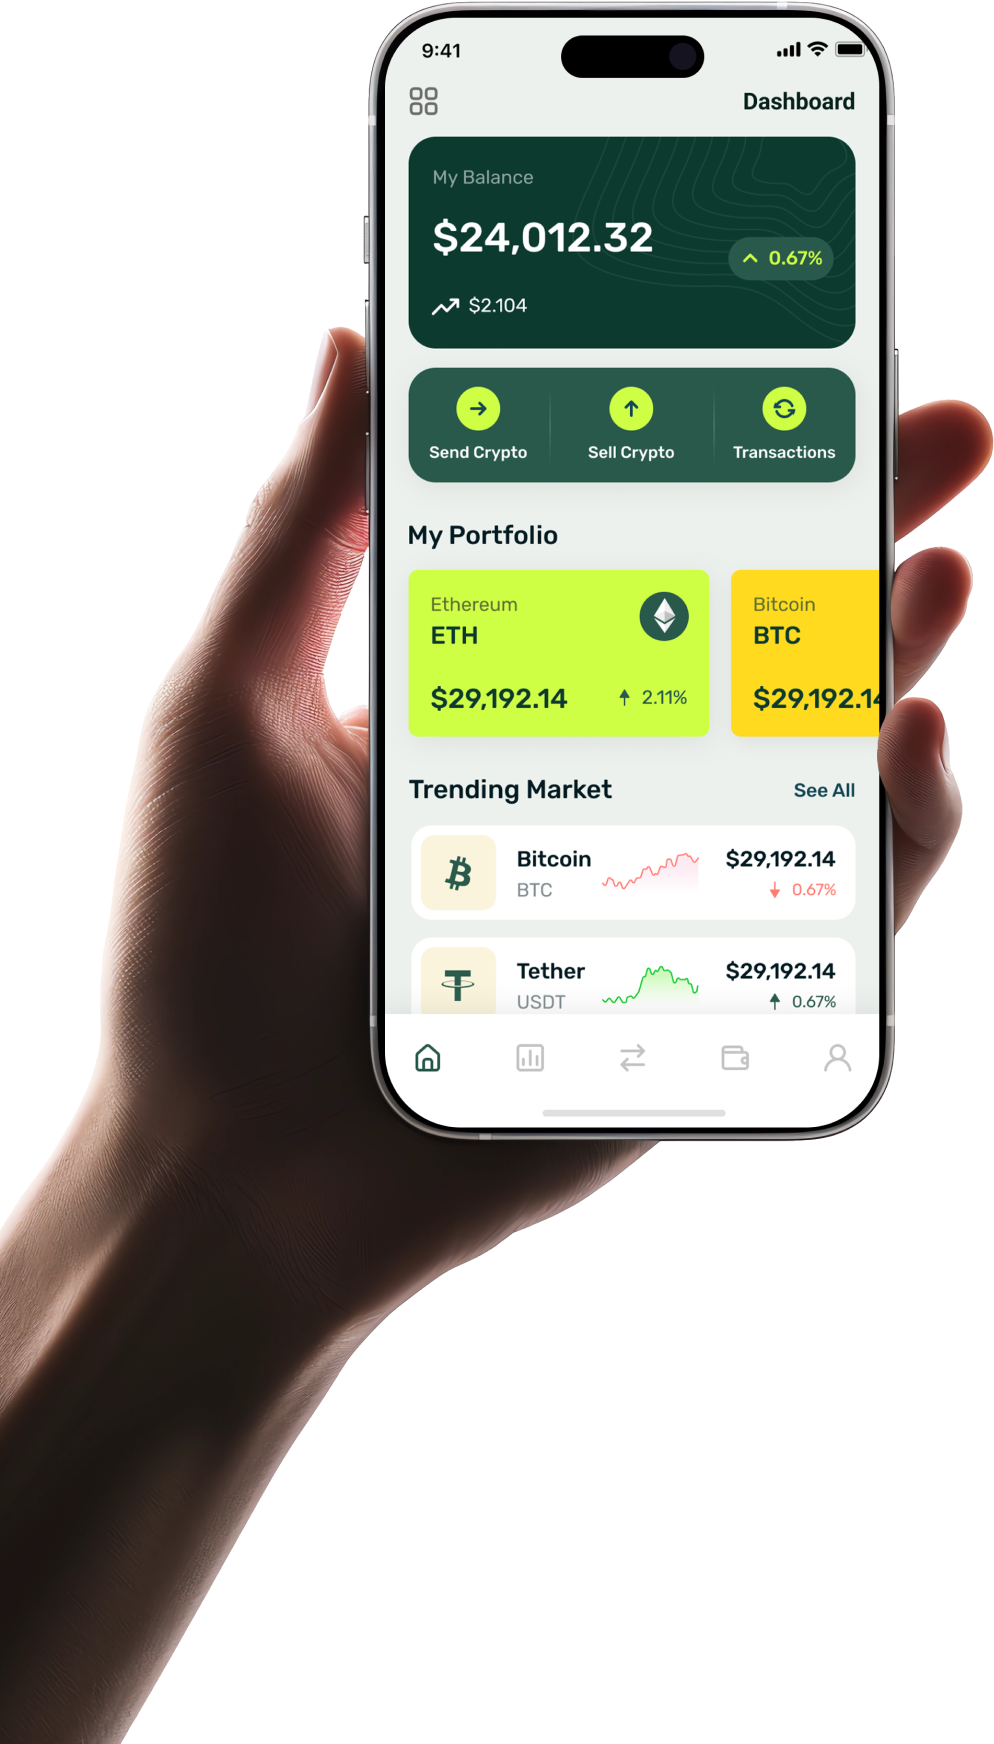 9:41
Dashboard
My Balance
$24,012.32
0.67%
$2.104
Send Crypto
Sell Crypto
Transactions
My Portfolio
Ethereum
ETH
$29,192.14
2.11%
Bitcoin
BTC
$29,192.14
Trending Market
See All
Bitcoin
BTC
$29,192.14
0.67%
Tether
USDT
$29,192.14
0.67%